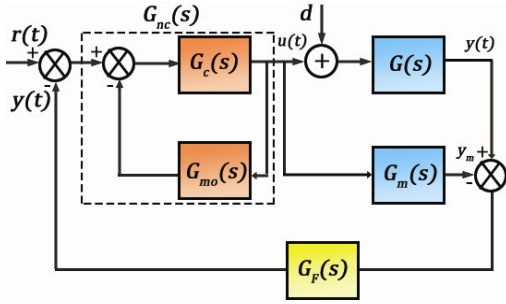 G_nc(s)
d
r(t)
+
+
G_c(s)
u(t)
+
G(s)
y(t)
-
-
y(t)
G_mo(s)
G_m(s)
y_m
+
-
G_F(s)